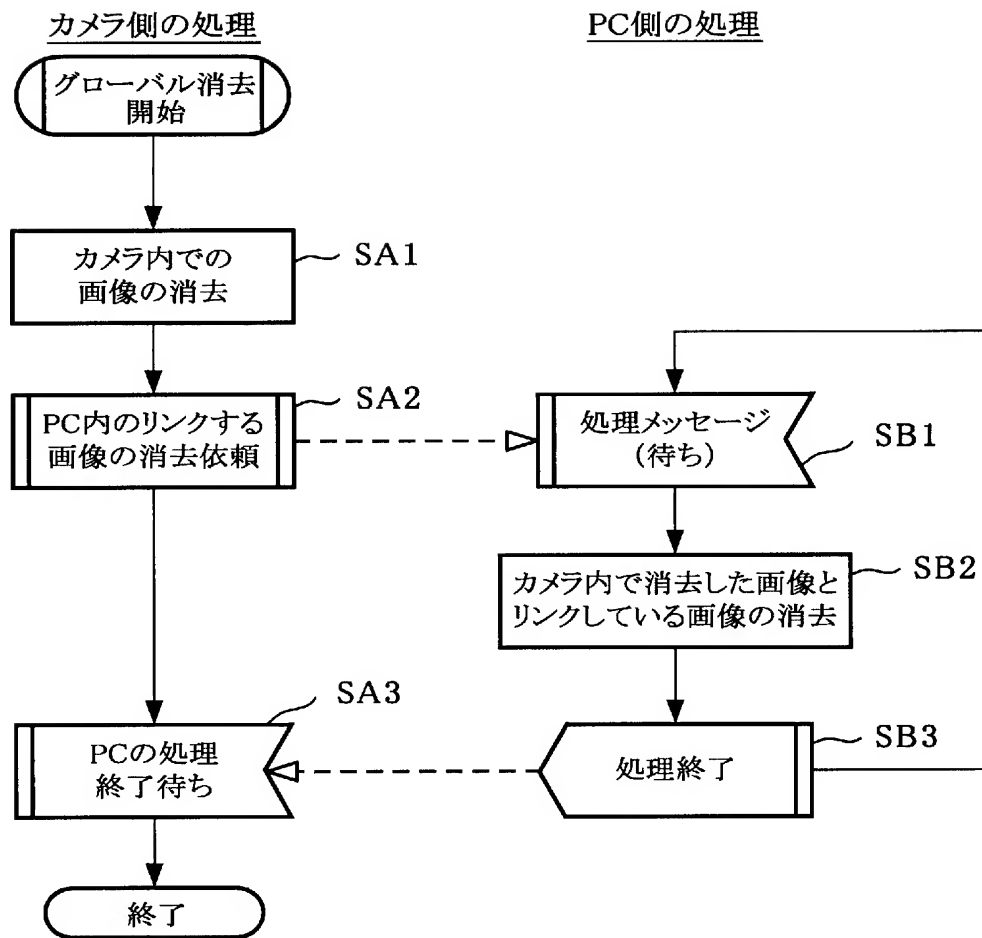 カメラ側の処理
PC側の処理
グローバル消去
開始
カメラ内での
画像の消去
SA1
PC内のリンクする
画像の消去依頼
SA2
処理メッセージ
(待ち)
SB1
カメラ内で消去した画像と
リンクしている画像の消去
SB2
PCの処理
終了待ち
SA3
処理終了
SB3
終了